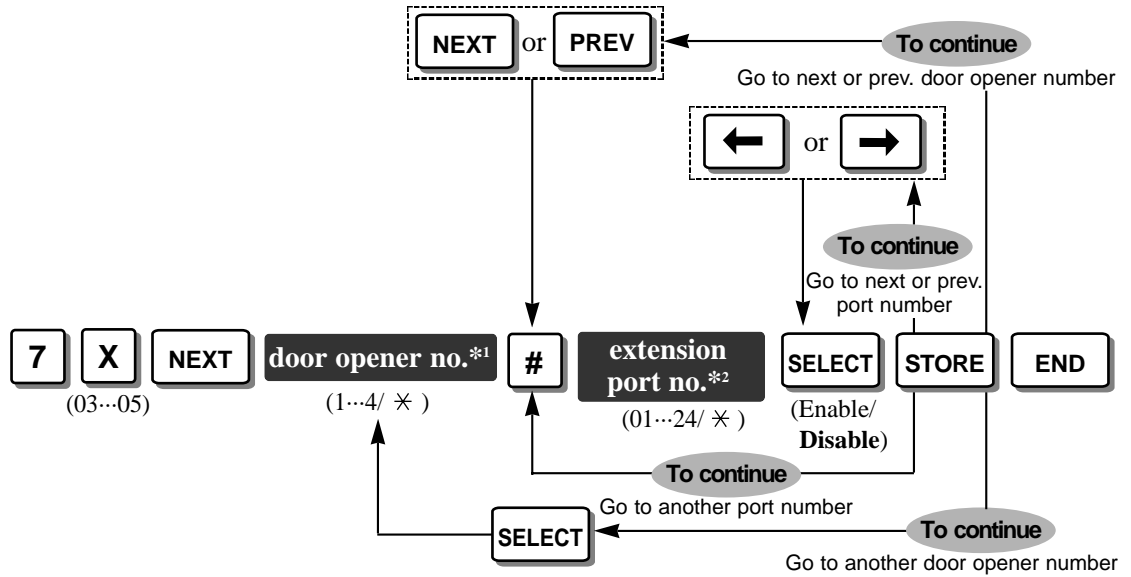 NEXT or PREV
To continue
Go to next or prev. door opener number
← or →
To continue
Go to next or prev.
port number
7 X NEXT door opener no.*1 # extension
port no.*2 SELECT STORE END
(03···05)
(1···4/ ✳ )
(01···24/ ✳ )
(Enable/
Disable)
To continue
Go to another port number
SELECT
To continue
Go to another door opener number